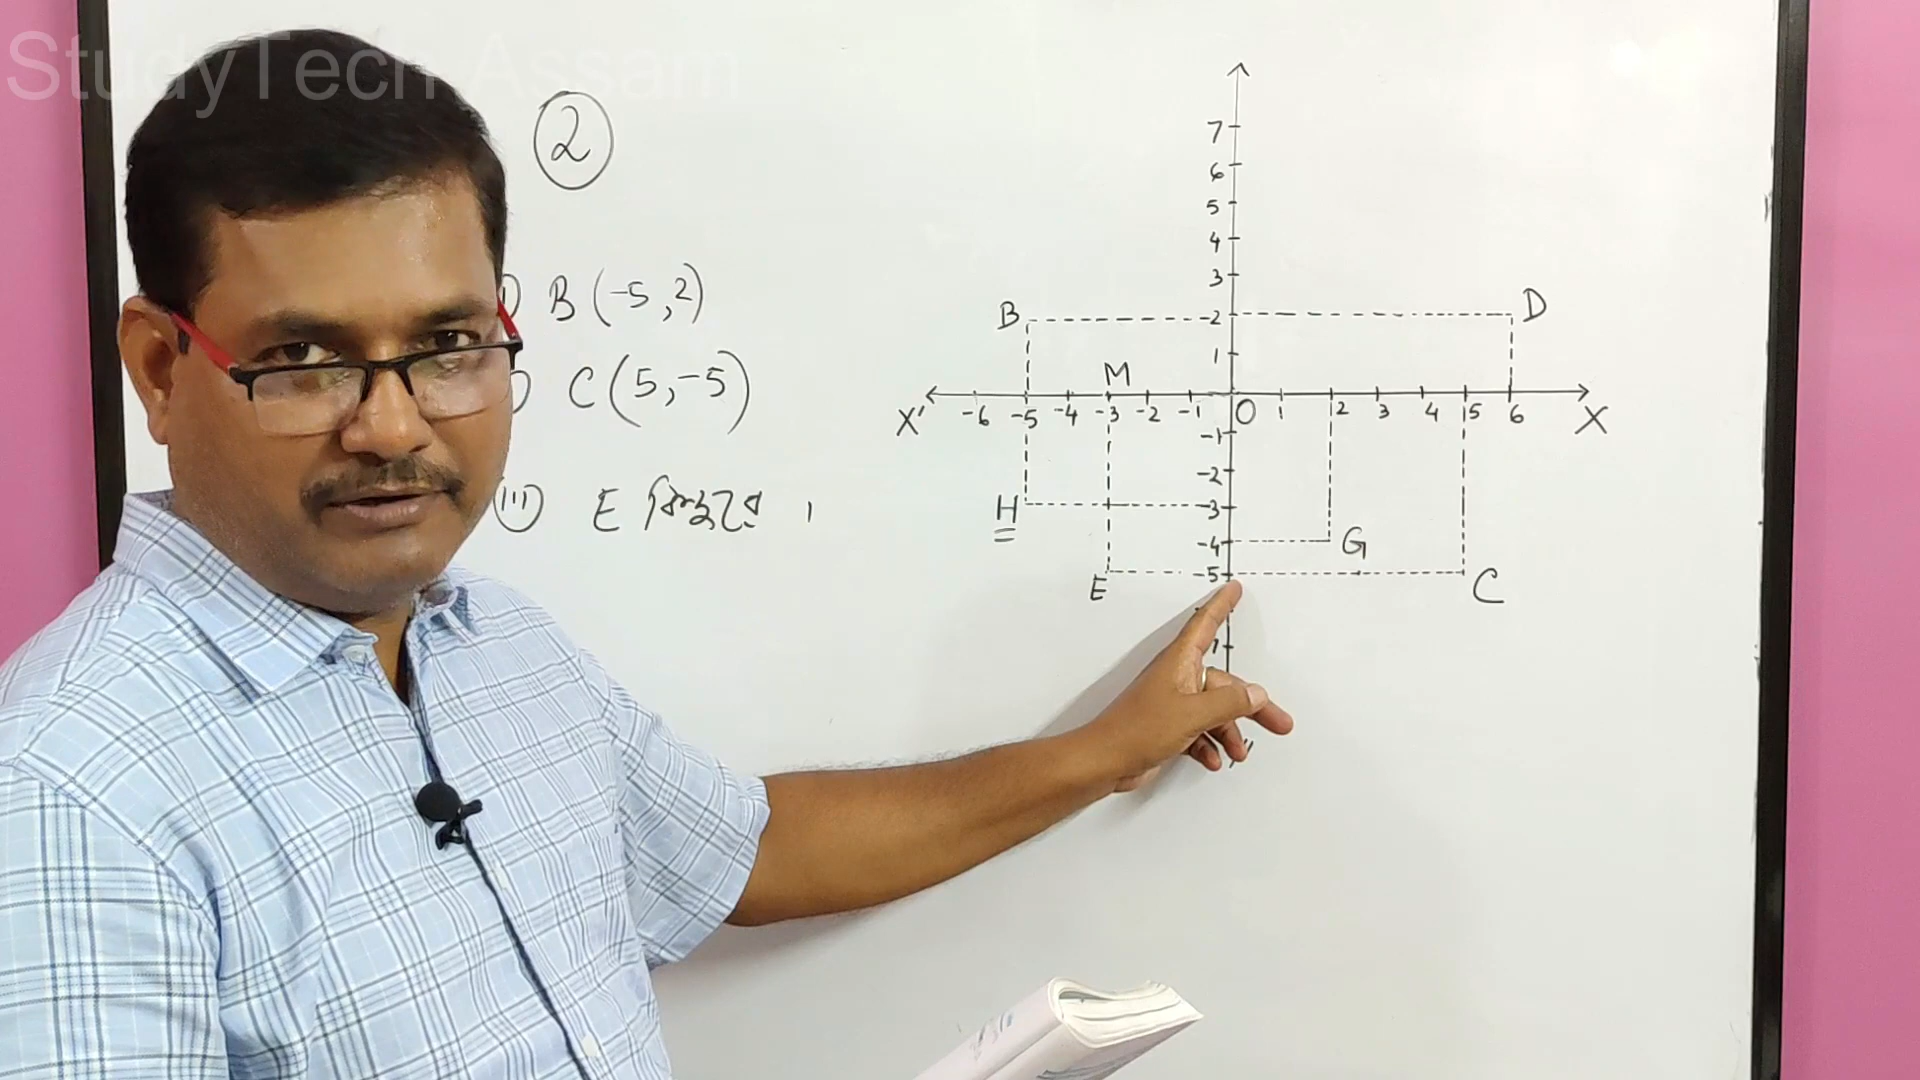 StudyTech Assam
2
B (-5, 2)
C (5, -5)
(iii) E বিন্দুৰে ।
7
6
5
4
3
B -2 D
1
M
X' -6 -5 -4 -3 -2 -1 O 1 2 3 4 5 6 X
-1
-2
H -3
-4 G
E -5 C